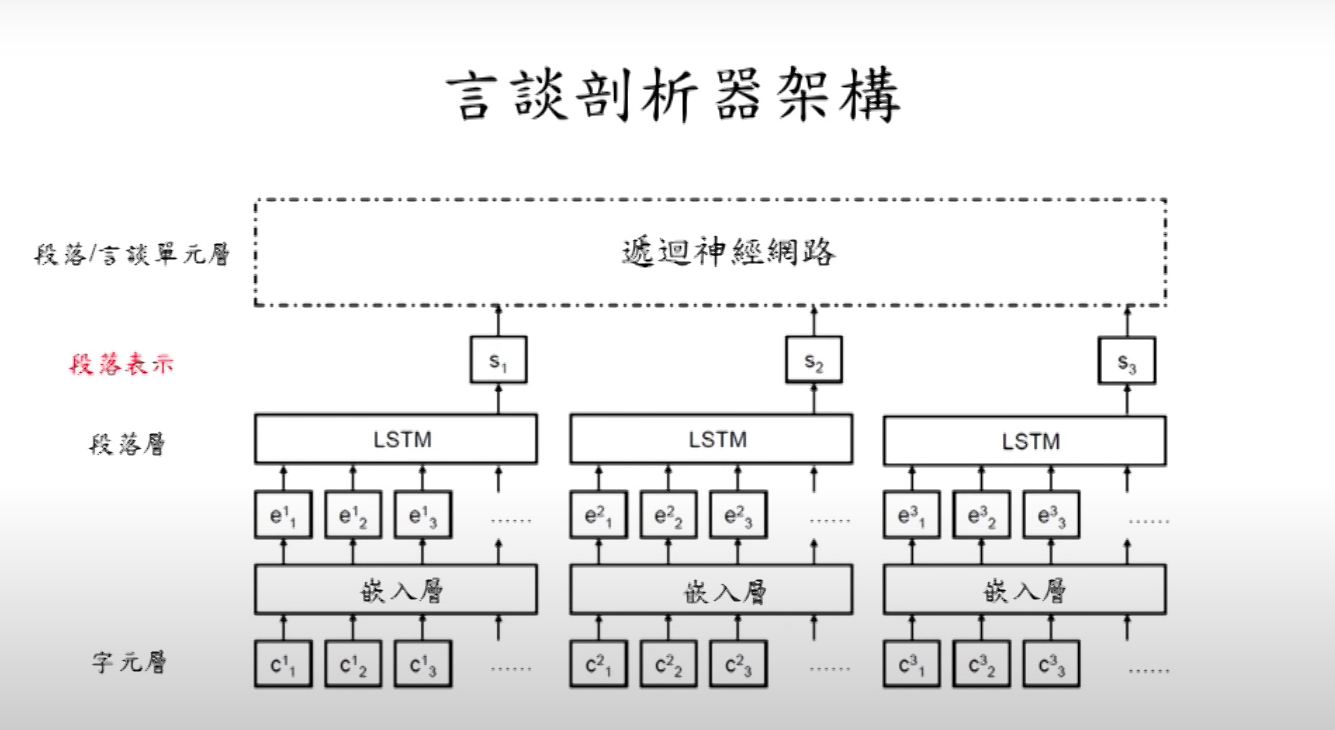 言談剖析器架構
段落/言談單元層
遞迴神經網路
段落表示
s₁ s₂ s₃
段落層
LSTM LSTM LSTM
e¹₁ e¹₂ e¹₃ ...... e²₁ e²₂ e²₃ ...... e³₁ e³₂ e³₃ ......
嵌入層 嵌入層 嵌入層
字元層
c¹₁ c¹₂ c¹₃ ...... c²₁ c²₂ c²₃ ...... c³₁ c³₂ c³₃ ......